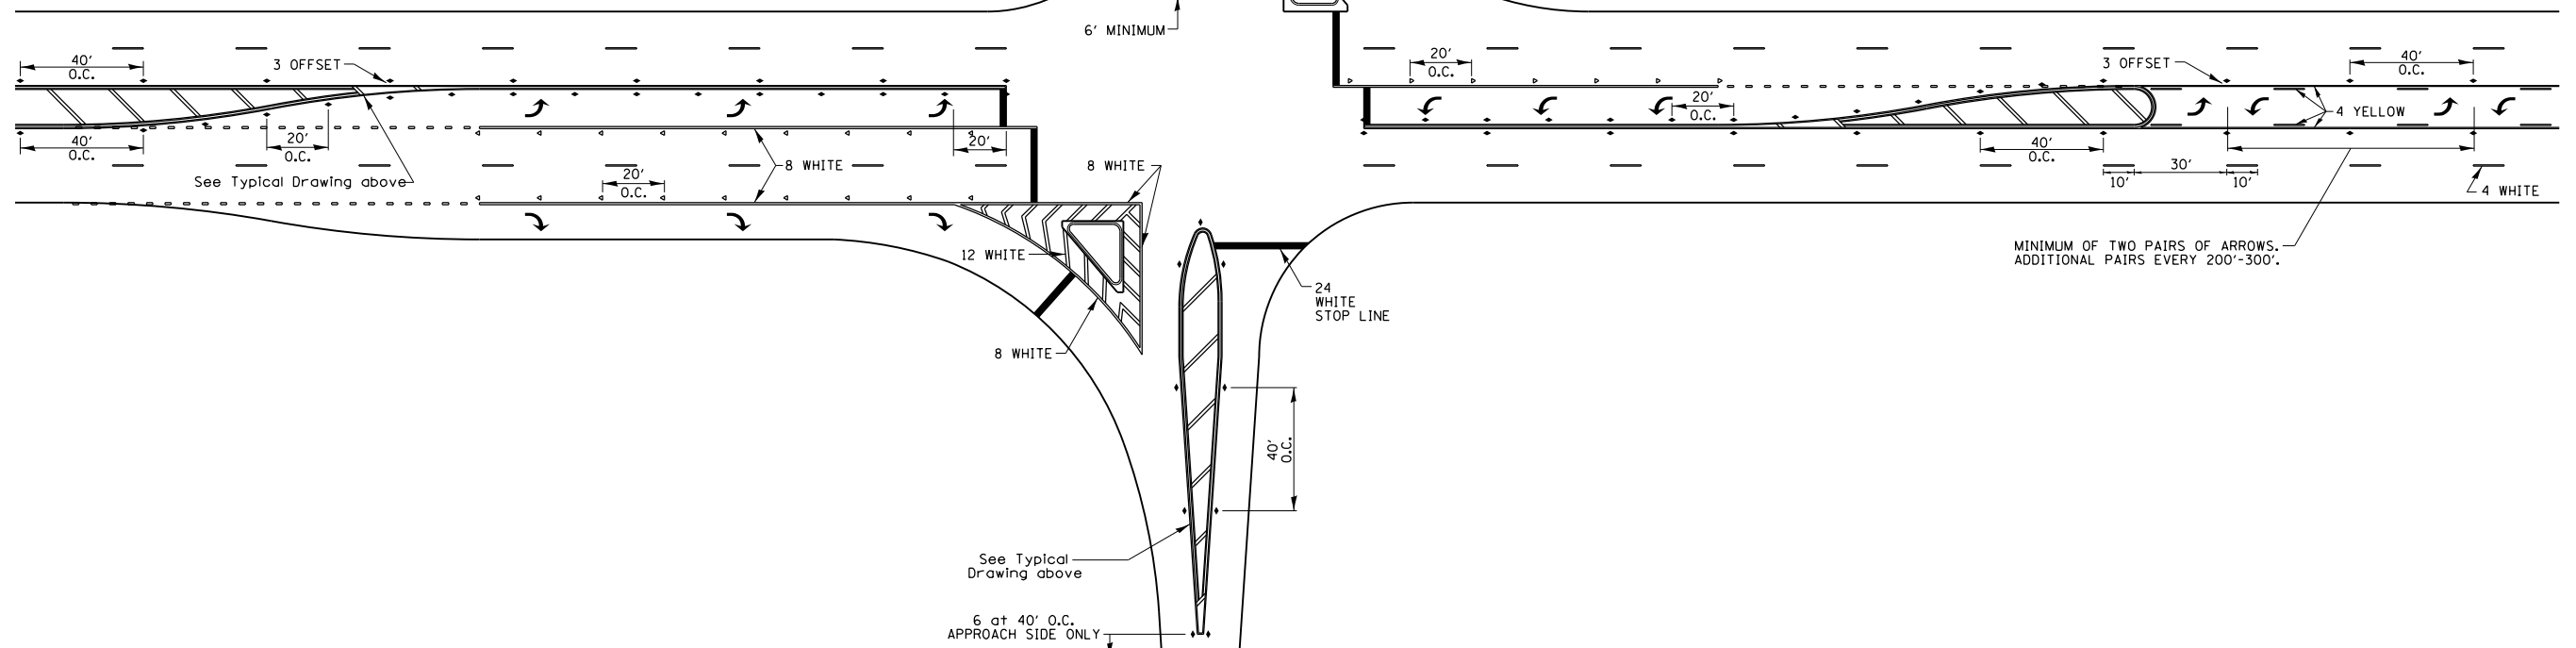 6' MINIMUM
40'
O.C.
3 OFFSET
20'
O.C.
3 OFFSET
40'
O.C.
20'
O.C.
4 YELLOW
40'
O.C.
20'
O.C.
20'
8 WHITE
8 WHITE
40'
O.C.
30'
10'
10'
4 WHITE
See Typical Drawing above
20'
O.C.
12 WHITE
MINIMUM OF TWO PAIRS OF ARROWS.
ADDITIONAL PAIRS EVERY 200'-300'.
24
WHITE
STOP LINE
8 WHITE
40'
O.C.
See Typical
Drawing above
6 at 40' O.C.
APPROACH SIDE ONLY